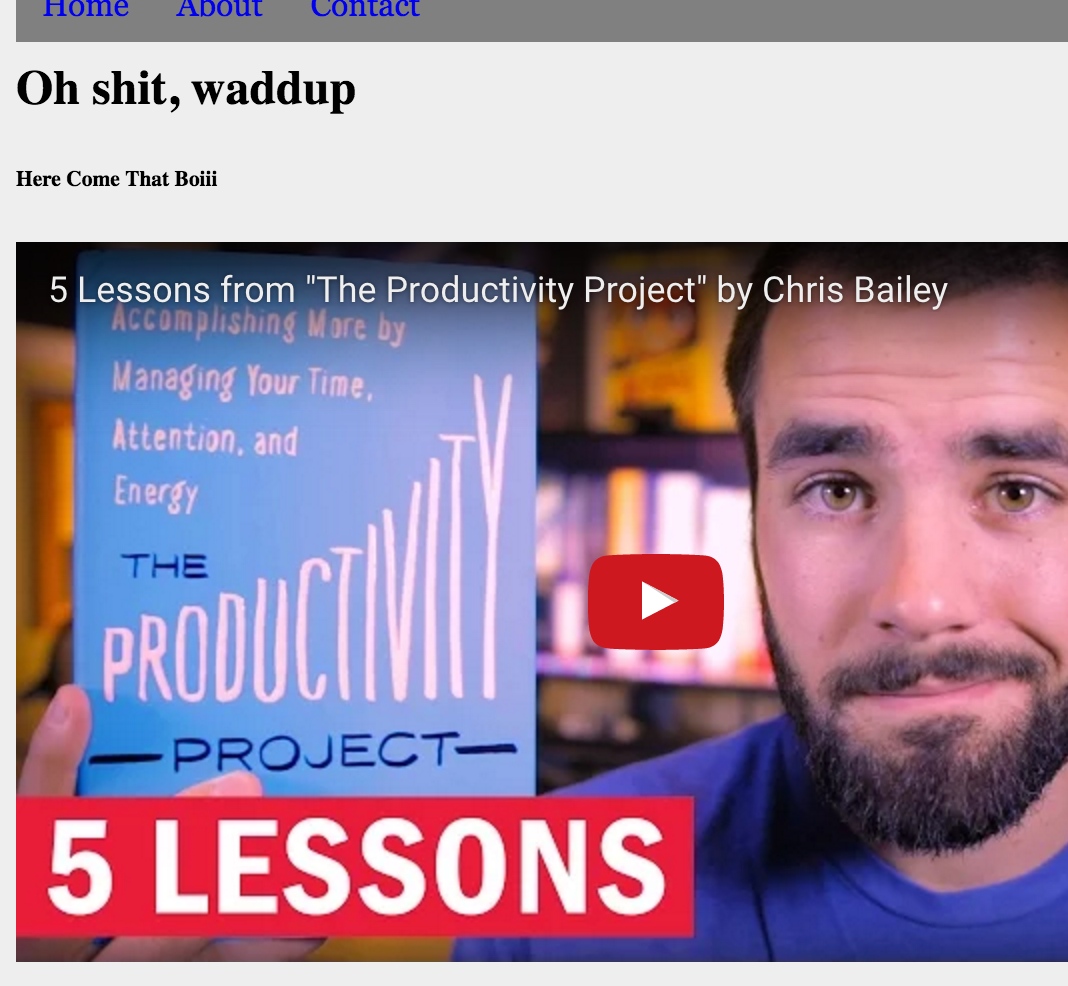 Home About Contact
Oh shit, waddup
Here Come That Boiii
5 Lessons from "The Productivity Project" by Chris Bailey
Accomplishing More by
Managing Your Time,
Attention, and
Energy
THE
PRODUCTIVITY
PROJECT
5 LESSONS